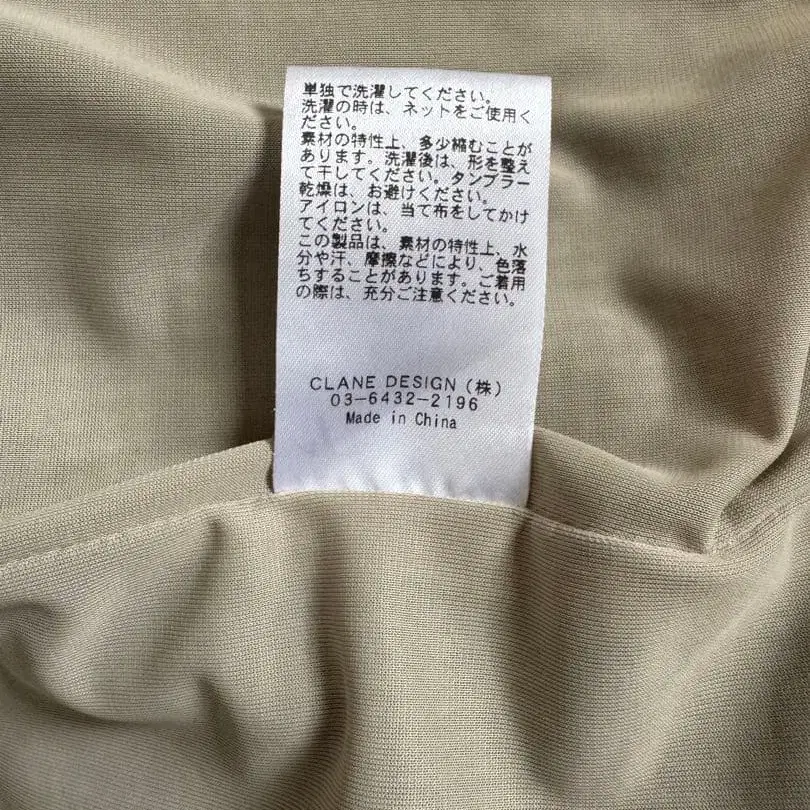 単独で洗濯してください。
洗濯の時は、ネットをご使用く
ださい。
素材の特性上、多少縮むことが
あります。洗濯後は、形を整え
て干してください。タンブラー
乾燥は、お避けください。
アイロンは、当て布をしてかけ
てください。
この製品は、素材の特性上、水
分や汗、摩擦などにより、色落
ちすることがあります。ご着用
の際は、充分ご注意ください。
CLANE DESIGN (株)
03-6432-2196
Made in China